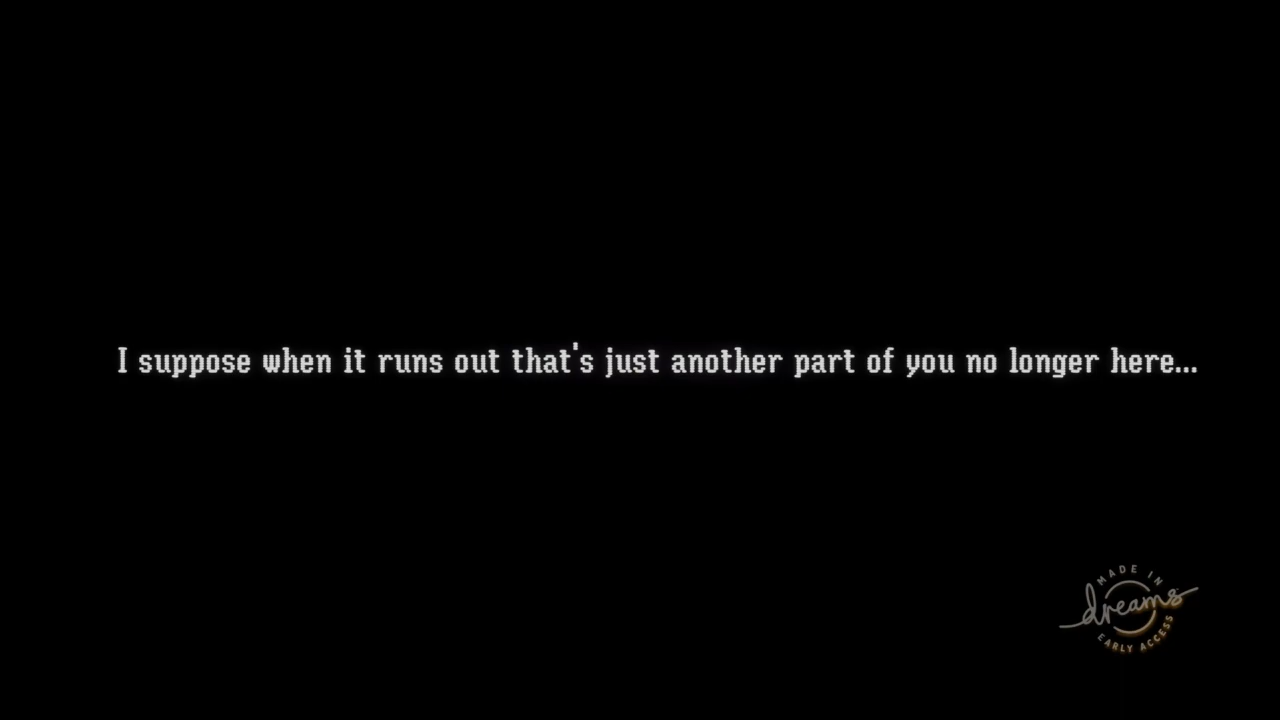 I suppose when it runs out that's just another part of you no longer here...
MADE IN
dreams
EARLY ACCESS